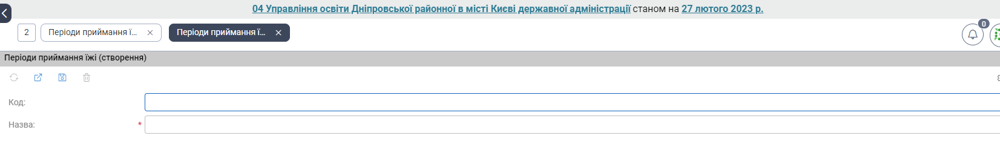 04 Управління освіти Дніпровської районної в місті Києві державної адміністрації станом на 27 лютого 2023 р.
2 Періоди приймання ї... Періоди приймання ї... 0
Періоди приймання їжі (створення)
Код:
Назва: *